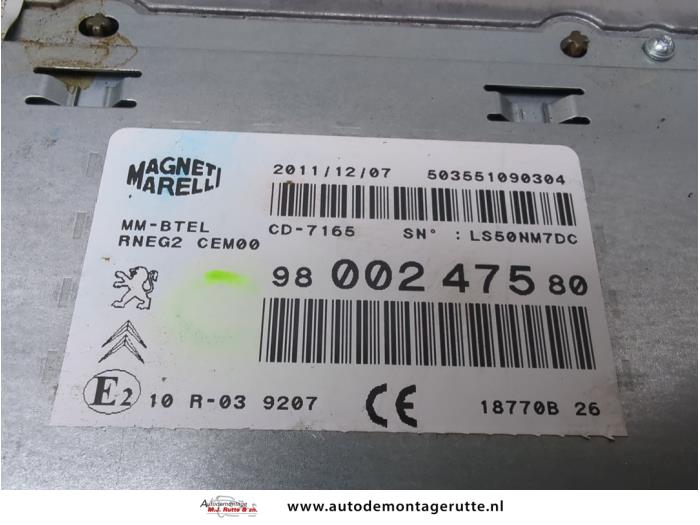 MAGNETI MARELLI
2011/12/07 503551090304
MM-BTEL CD-7165 SN° : LS50NM7DC
RNEG2 CEM00
98 002 475 80
E2 10 R-03 9207 CE 18770B 26
Autodemontage
M.J. Rutte & zn.
www.autodemontagerutte.nl